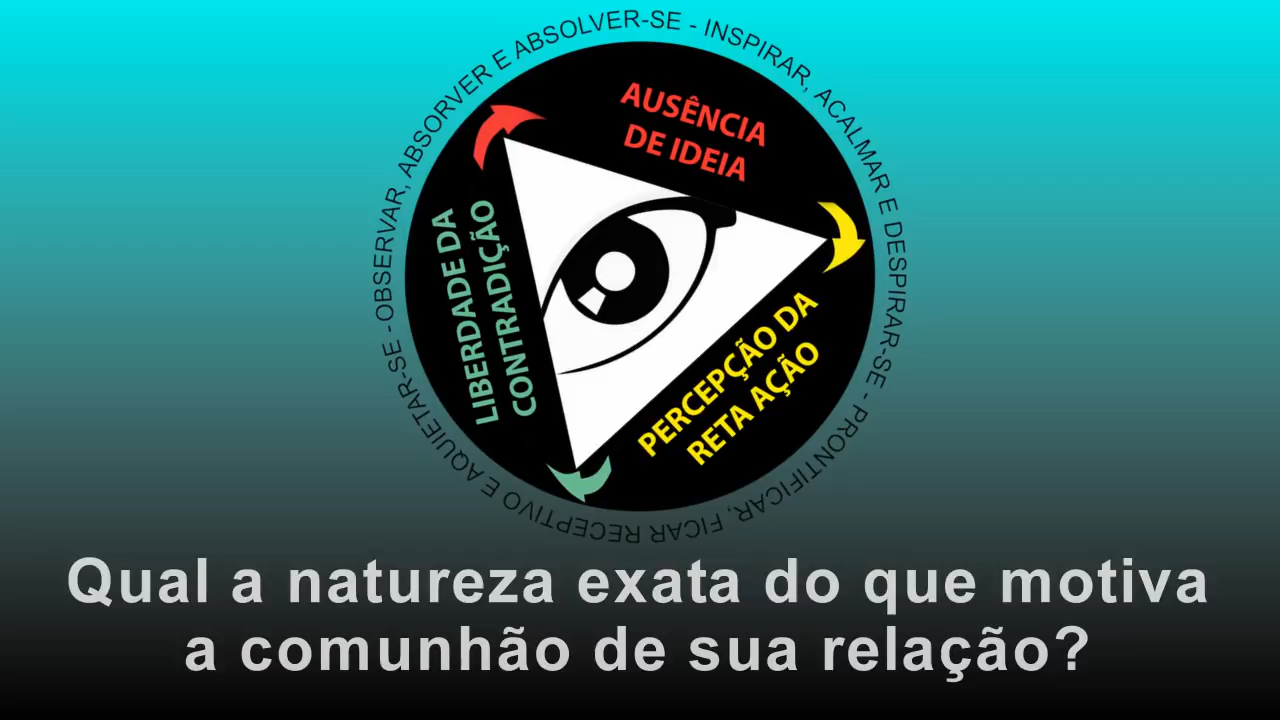 OBSERVAR, ABSORVER E ABSOLVER-SE - INSPIRAR, ACALMAR E DESPIRAR-SE - PRONTIFICAR, FICAR RECEPTIVO E AQUIETAR-SE -
AUSÊNCIA
DE IDEIA
PERCEPÇÃO DA
RETA AÇÃO
LIBERDADE DA
CONTRADIÇÃO
Qual a natureza exata do que motiva
a comunhão de sua relação?